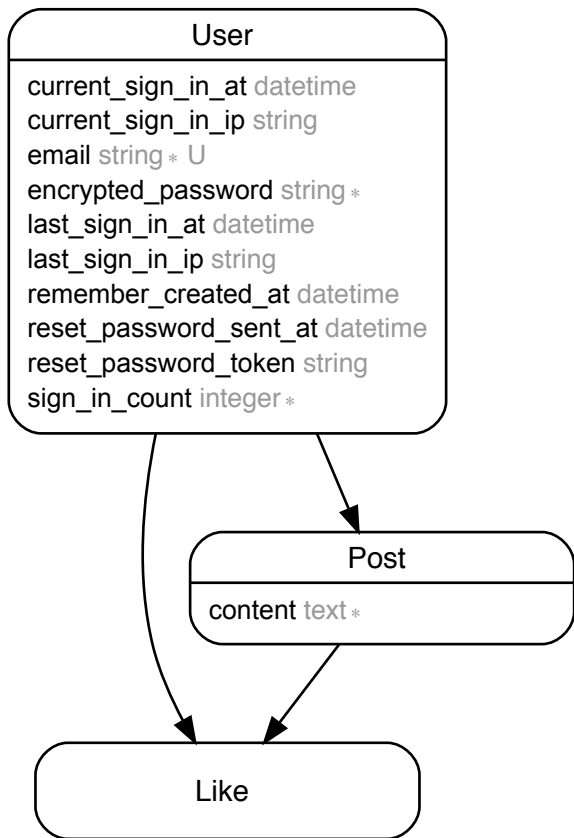 User
current_sign_in_at datetime
current_sign_in_ip string
email string * U
encrypted_password string *
last_sign_in_at datetime
last_sign_in_ip string
remember_created_at datetime
reset_password_sent_at datetime
reset_password_token string
sign_in_count integer *
Post
content text *
Like